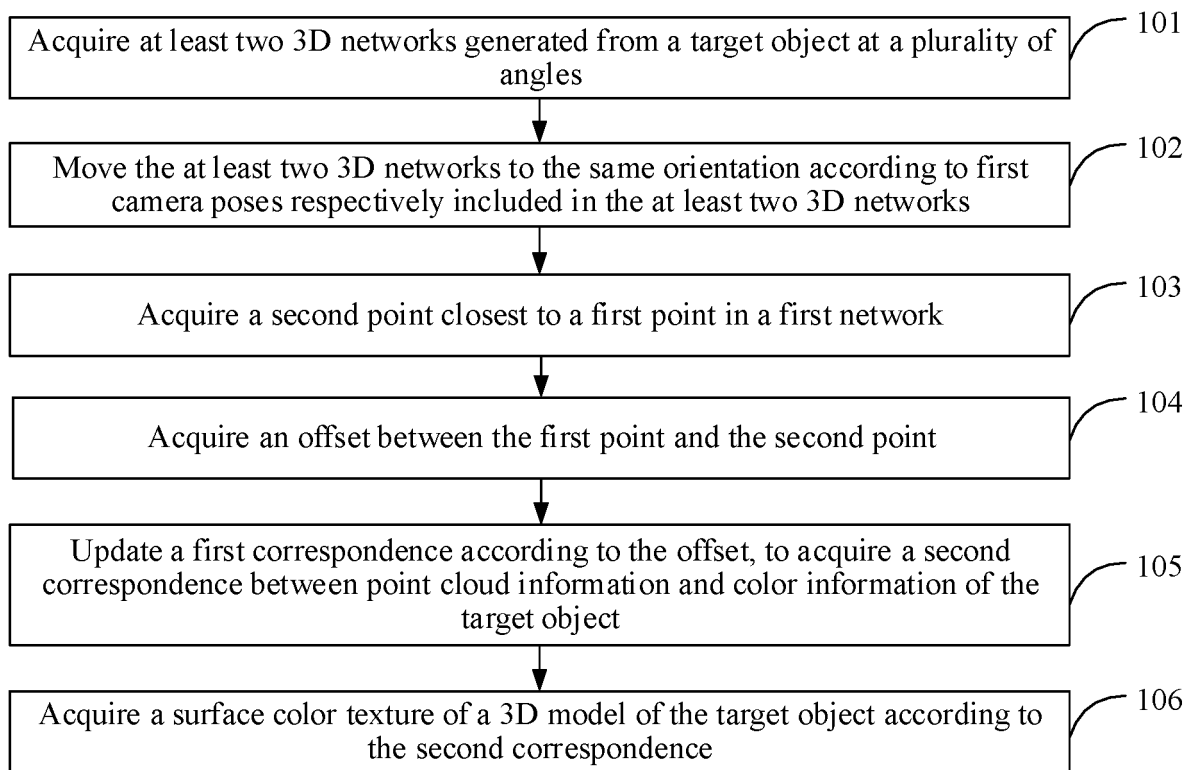 Acquire at least two 3D networks generated from a target object at a plurality of
angles
101
Move the at least two 3D networks to the same orientation according to first
camera poses respectively included in the at least two 3D networks
102
Acquire a second point closest to a first point in a first network
103
Acquire an offset between the first point and the second point
104
Update a first correspondence according to the offset, to acquire a second
correspondence between point cloud information and color information of the
target object
105
Acquire a surface color texture of a 3D model of the target object according to
the second correspondence
106